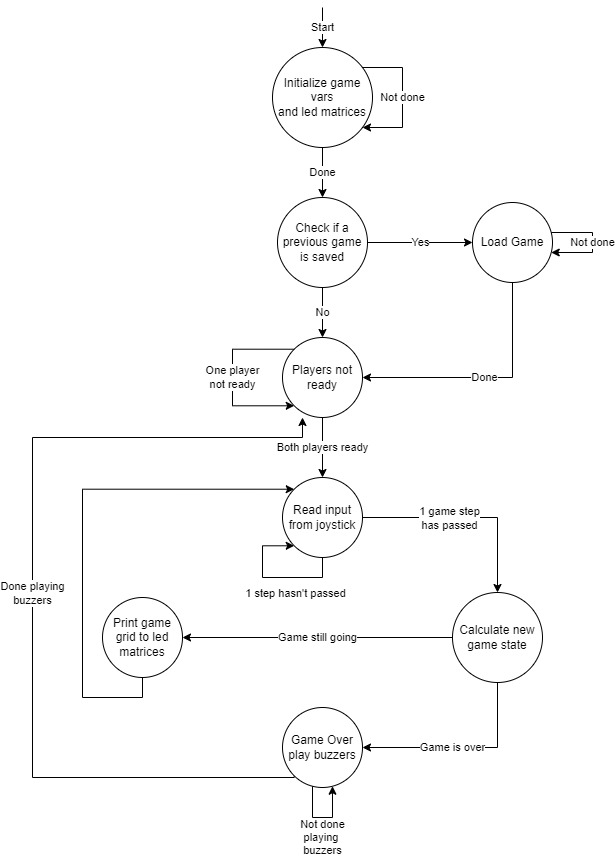 Start
Initialize game
vars
and led matrices
Not done
Done
Check if a
previous game
is saved
Yes
Load Game
Not done
No
One player
not ready
Players not
ready
Done
Both players ready
Read input
from joystick
1 game step
has passed
1 step hasn't passed
Done playing
buzzers
Print game
grid to led
matrices
Game still going
Calculate new
game state
Game Over
play buzzers
Game is over
Not done
playing
buzzers